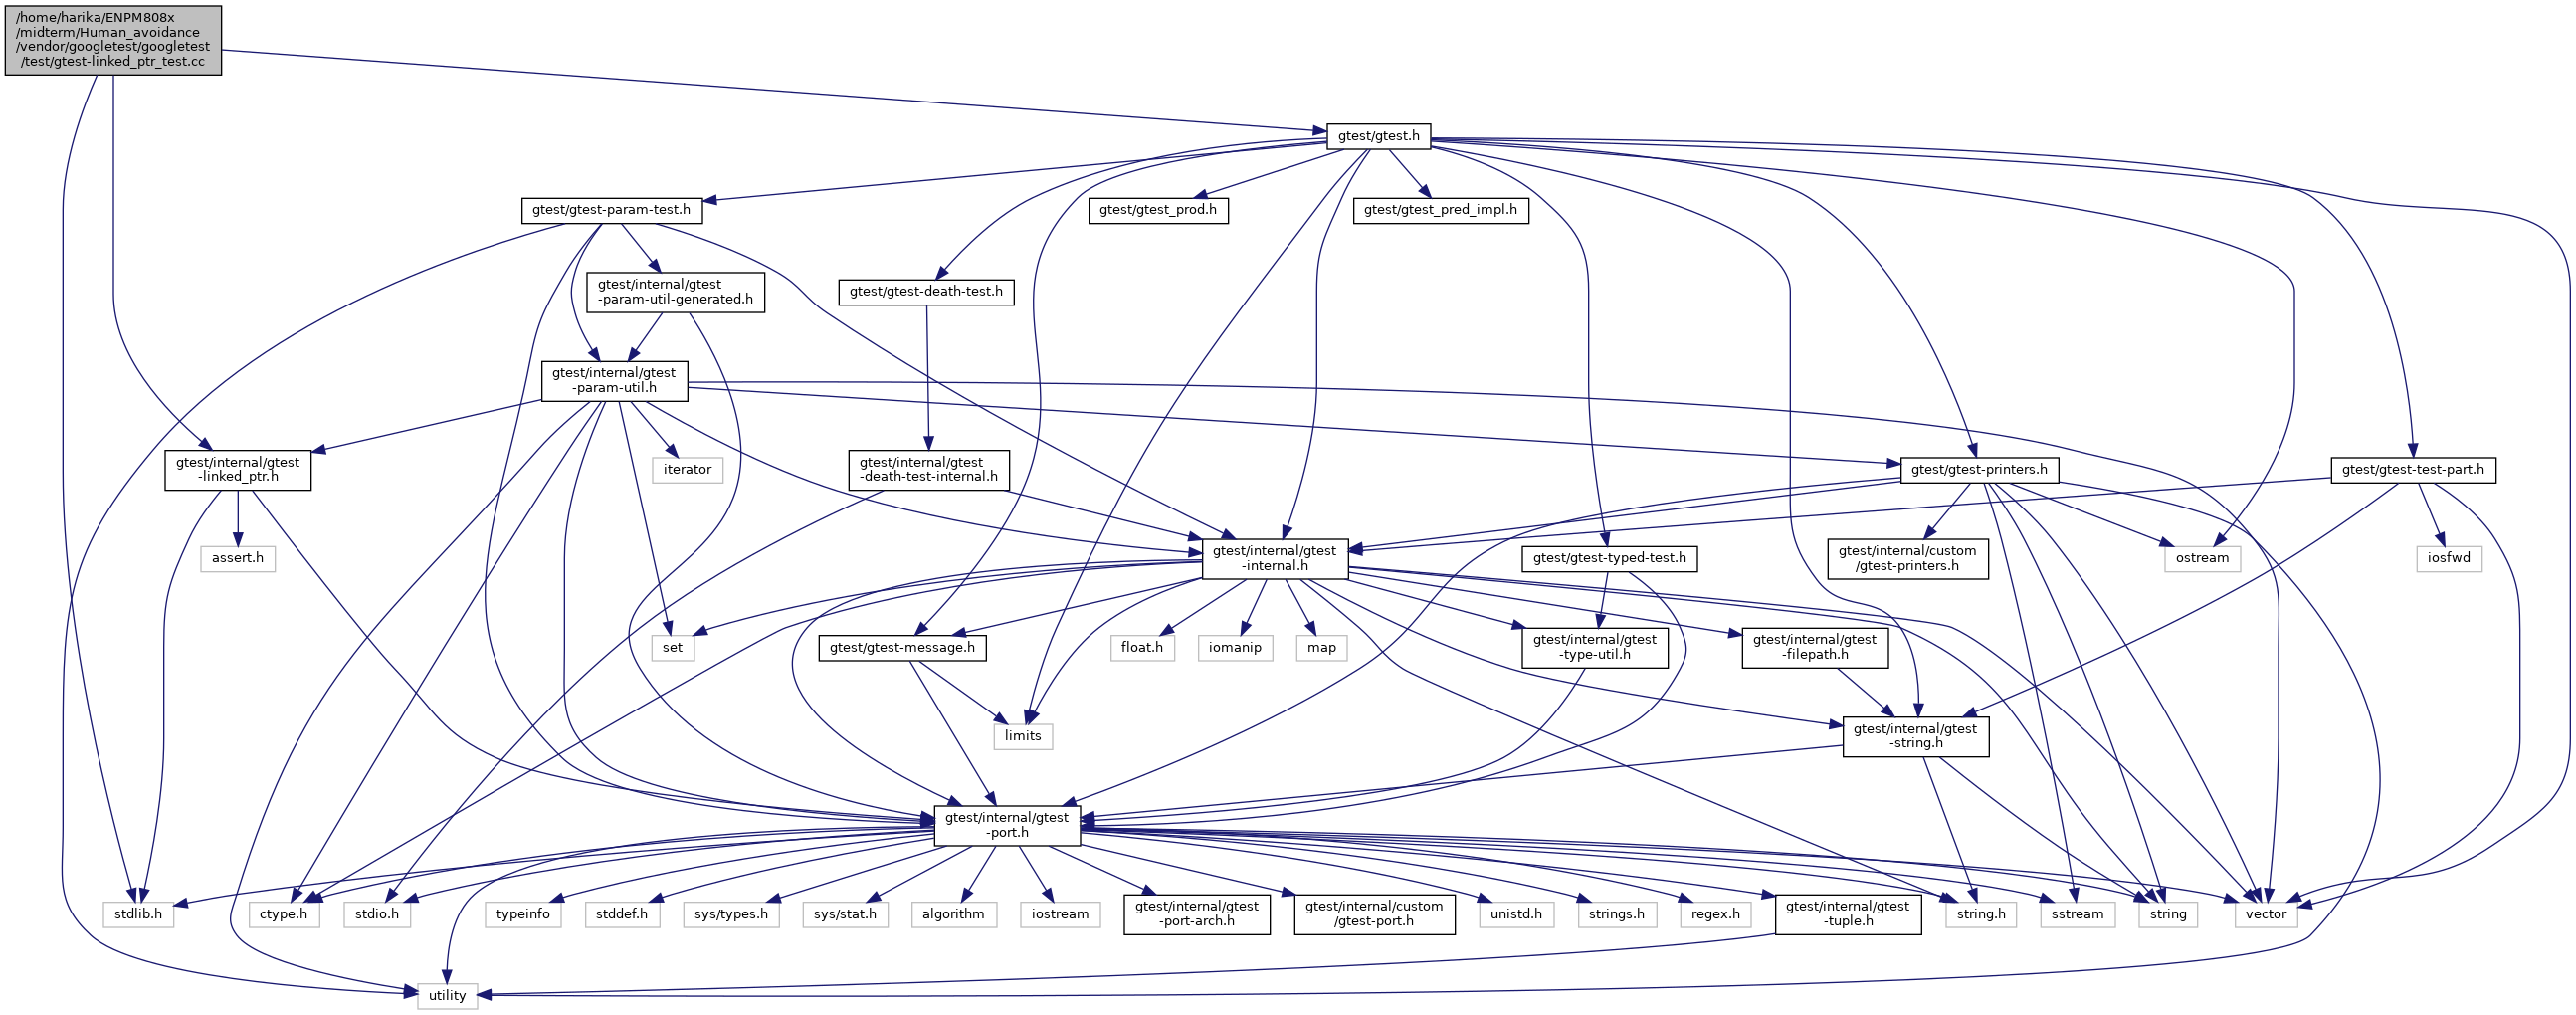 /home/harika/ENPM808x
/midterm/Human_avoidance
/vendor/googletest/googletest
/test/gtest-linked_ptr_test.cc
gtest/gtest.h
gtest/gtest-param-test.h
gtest/gtest_prod.h
gtest/gtest_pred_impl.h
gtest/internal/gtest
-param-util-generated.h
gtest/gtest-death-test.h
gtest/internal/gtest
-param-util.h
gtest/internal/gtest
-linked_ptr.h
iterator
gtest/internal/gtest
-death-test-internal.h
gtest/gtest-printers.h
gtest/gtest-test-part.h
assert.h
gtest/internal/gtest
-internal.h
gtest/gtest-typed-test.h
gtest/internal/custom
/gtest-printers.h
ostream
iosfwd
set
gtest/gtest-message.h
float.h
iomanip
map
gtest/internal/gtest
-type-util.h
gtest/internal/gtest
-filepath.h
limits
gtest/internal/gtest
-string.h
gtest/internal/gtest
-port.h
stdlib.h
ctype.h
stdio.h
typeinfo
stddef.h
sys/types.h
sys/stat.h
algorithm
iostream
gtest/internal/gtest
-port-arch.h
gtest/internal/custom
/gtest-port.h
unistd.h
strings.h
regex.h
gtest/internal/gtest
-tuple.h
string.h
sstream
string
vector
utility